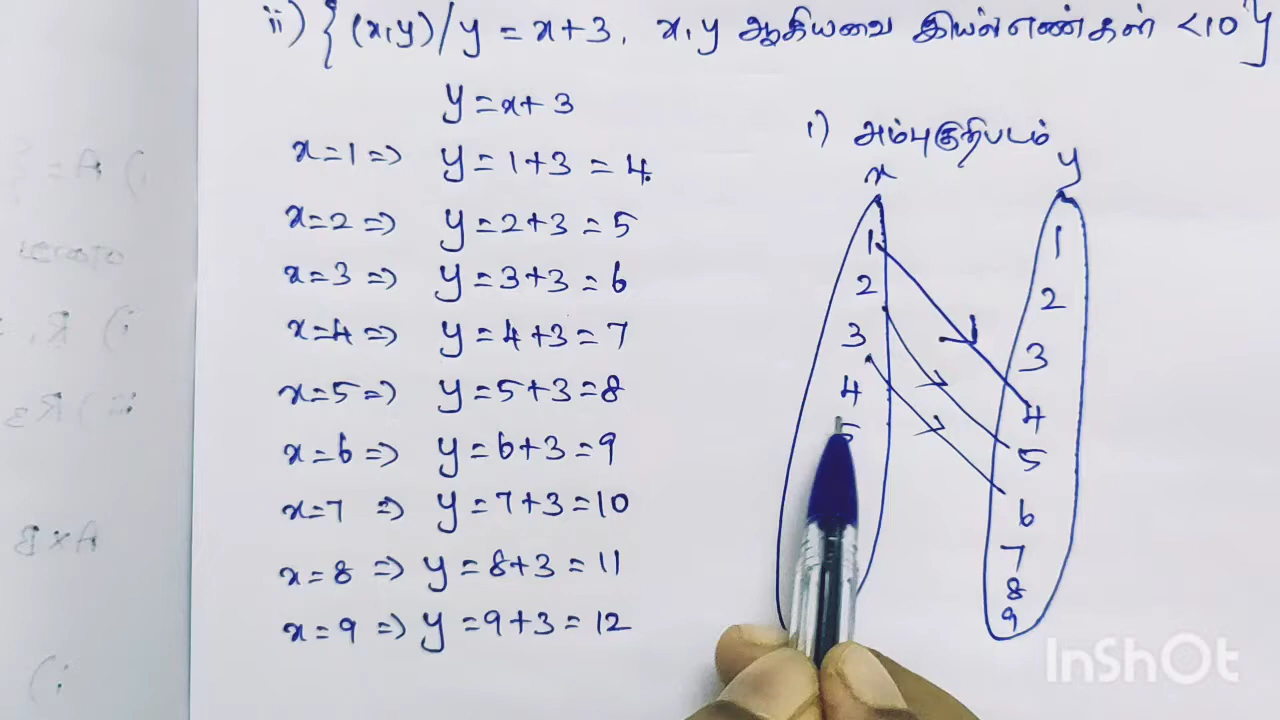 ii) { (x,y) / y = x+3, x,y ஆகியவை இயல்எண்கள் <10 }
y = x+3
x=1 => y = 1+3 = 4.
x=2 => y = 2+3 = 5
x=3 => y = 3+3 = 6
x=4 => y = 4+3 = 7
x=5 => y = 5+3 = 8
x=6 => y = 6+3 = 9
x=7 => y = 7+3 = 10
x=8 => y = 8+3 = 11
x=9 => y = 9+3 = 12
i) அம்புகுறிபடம்
x y
1 1
2 2
3 3
4 4
5 5
6
7
8
9
InShOt